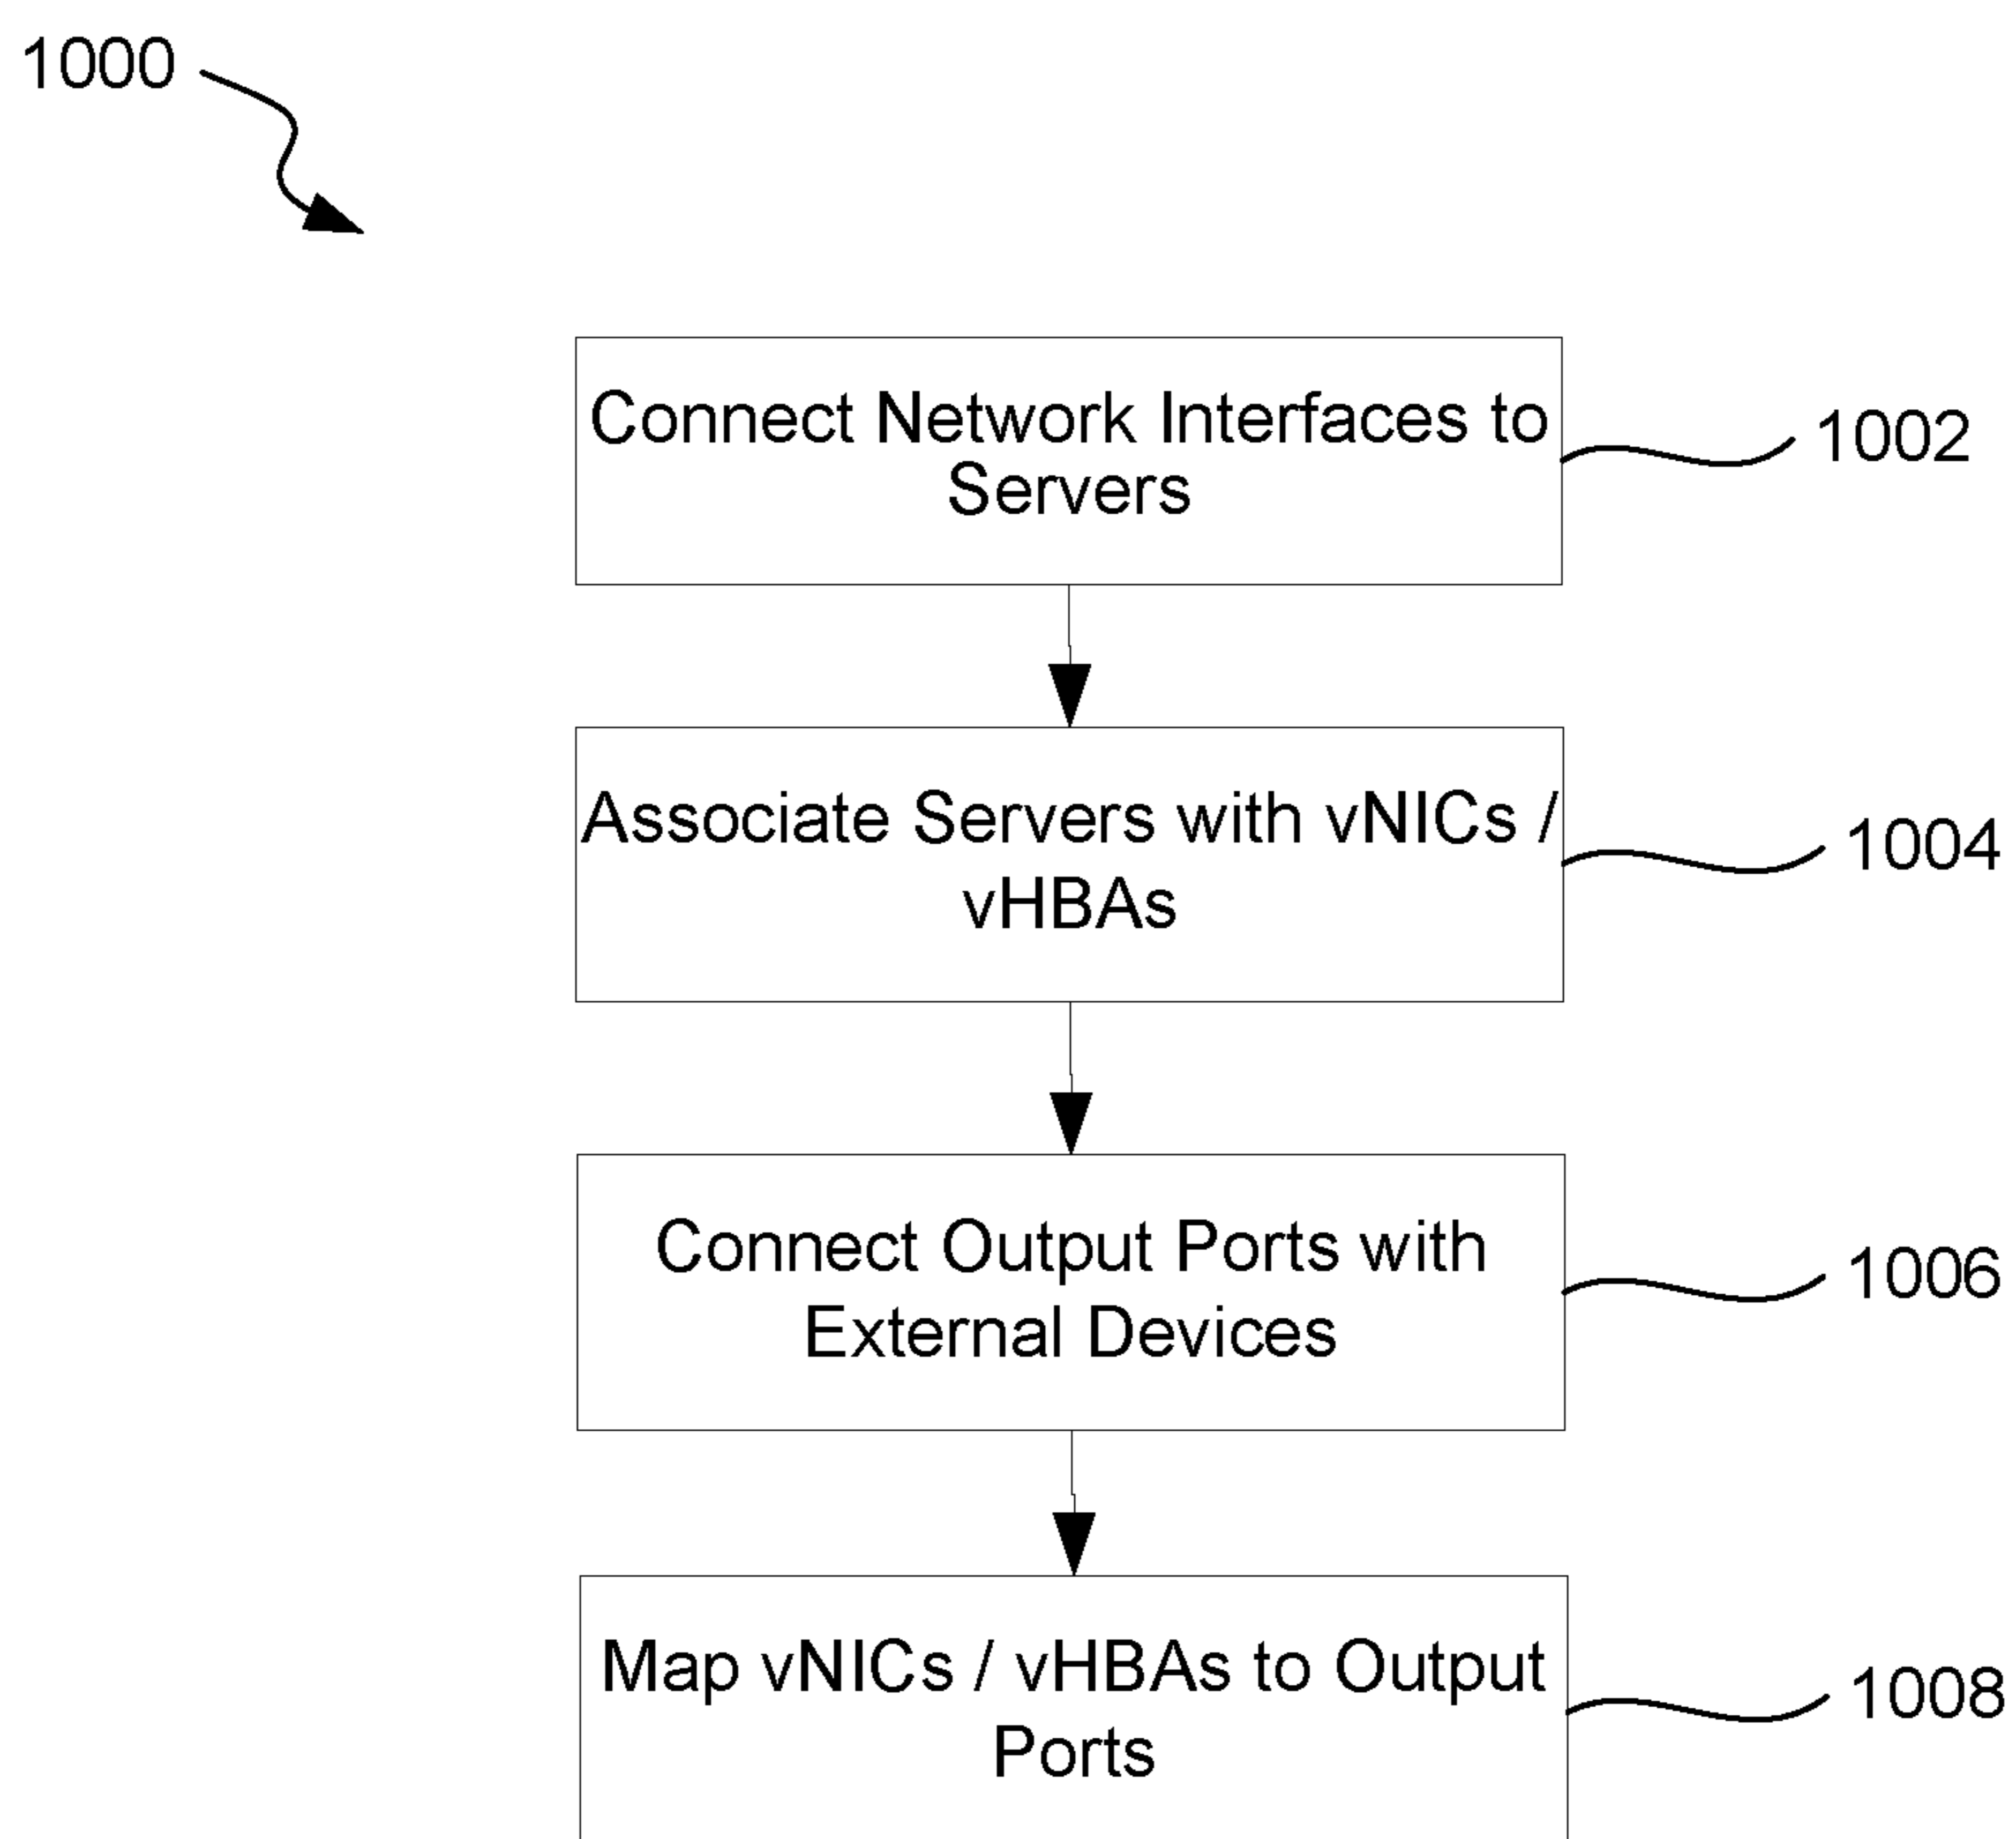 1000
Connect Network Interfaces to
Servers
1002
Associate Servers with vNICs /
vHBAs
1004
Connect Output Ports with
External Devices
1006
Map vNICs / vHBAs to Output
Ports
1008